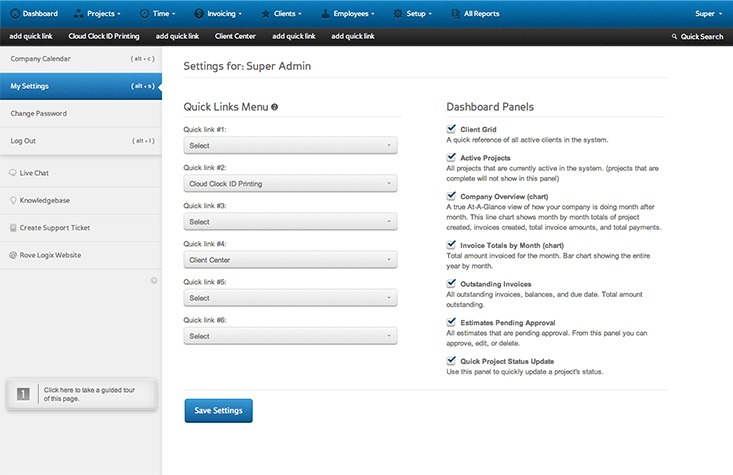 Dashboard Projects Time Invoicing Clients Employees Setup All Reports Super
add quick link Cloud Clock ID Printing add quick link Client Center add quick link add quick link Quick Search
Company Calendar (alt + c)
My Settings (alt + s)
Change Password
Log Out (alt + l)
Live Chat
Knowledgebase
Create Support Ticket
Rove Logix Website
1
Click here to take a guided tour
of this page.
Settings for: Super Admin
Quick Links Menu
Quick link #1:
Select
Quick link #2:
Cloud Clock ID Printing
Quick link #3:
Select
Quick link #4:
Client Center
Quick link #5:
Select
Quick link #6:
Select
Save Settings
Dashboard Panels
Client Grid
A quick reference of all active clients in the system.
Active Projects
All projects that are currently active in the system. (projects that are
complete will not show in this panel)
Company Overview (chart)
A true At-A-Glance view of how your company is doing month after
month. This line chart shows month by month totals of project
created, invoices created, total invoice amounts, and total payments.
Invoice Totals by Month (chart)
Total amount invoiced for the month. Bar chart showing the entire
year by month.
Outstanding Invoices
All outstanding invoices, balances, and due date. Total amount
outstanding.
Estimates Pending Approval
All estimates that are pending approval. From this panel you can
approve, edit, or delete.
Quick Project Status Update
Use this panel to quickly update a project's status.